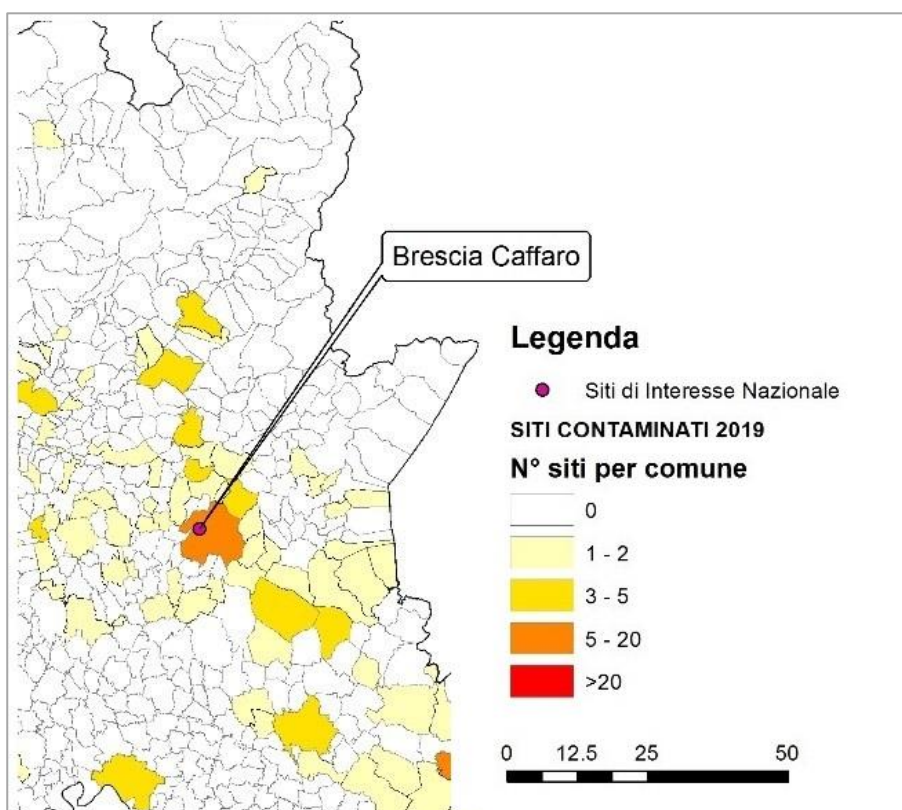 Brescia Caffaro
Legenda
Siti di Interesse Nazionale
SITI CONTAMINATI 2019
N° siti per comune
0
1 - 2
3 - 5
5 - 20
>20
0 12.5 25 50